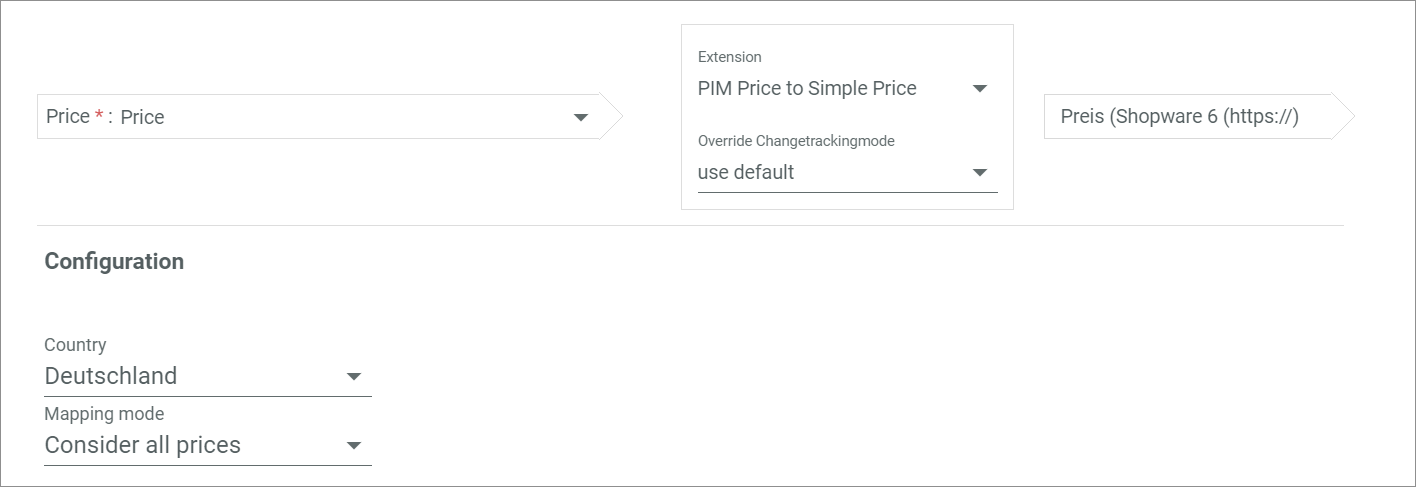 Price * : Price
Extension
PIM Price to Simple Price
Override Changetrackingmode
use default
Preis (Shopware 6 (https://)
Configuration
Country
Deutschland
Mapping mode
Consider all prices